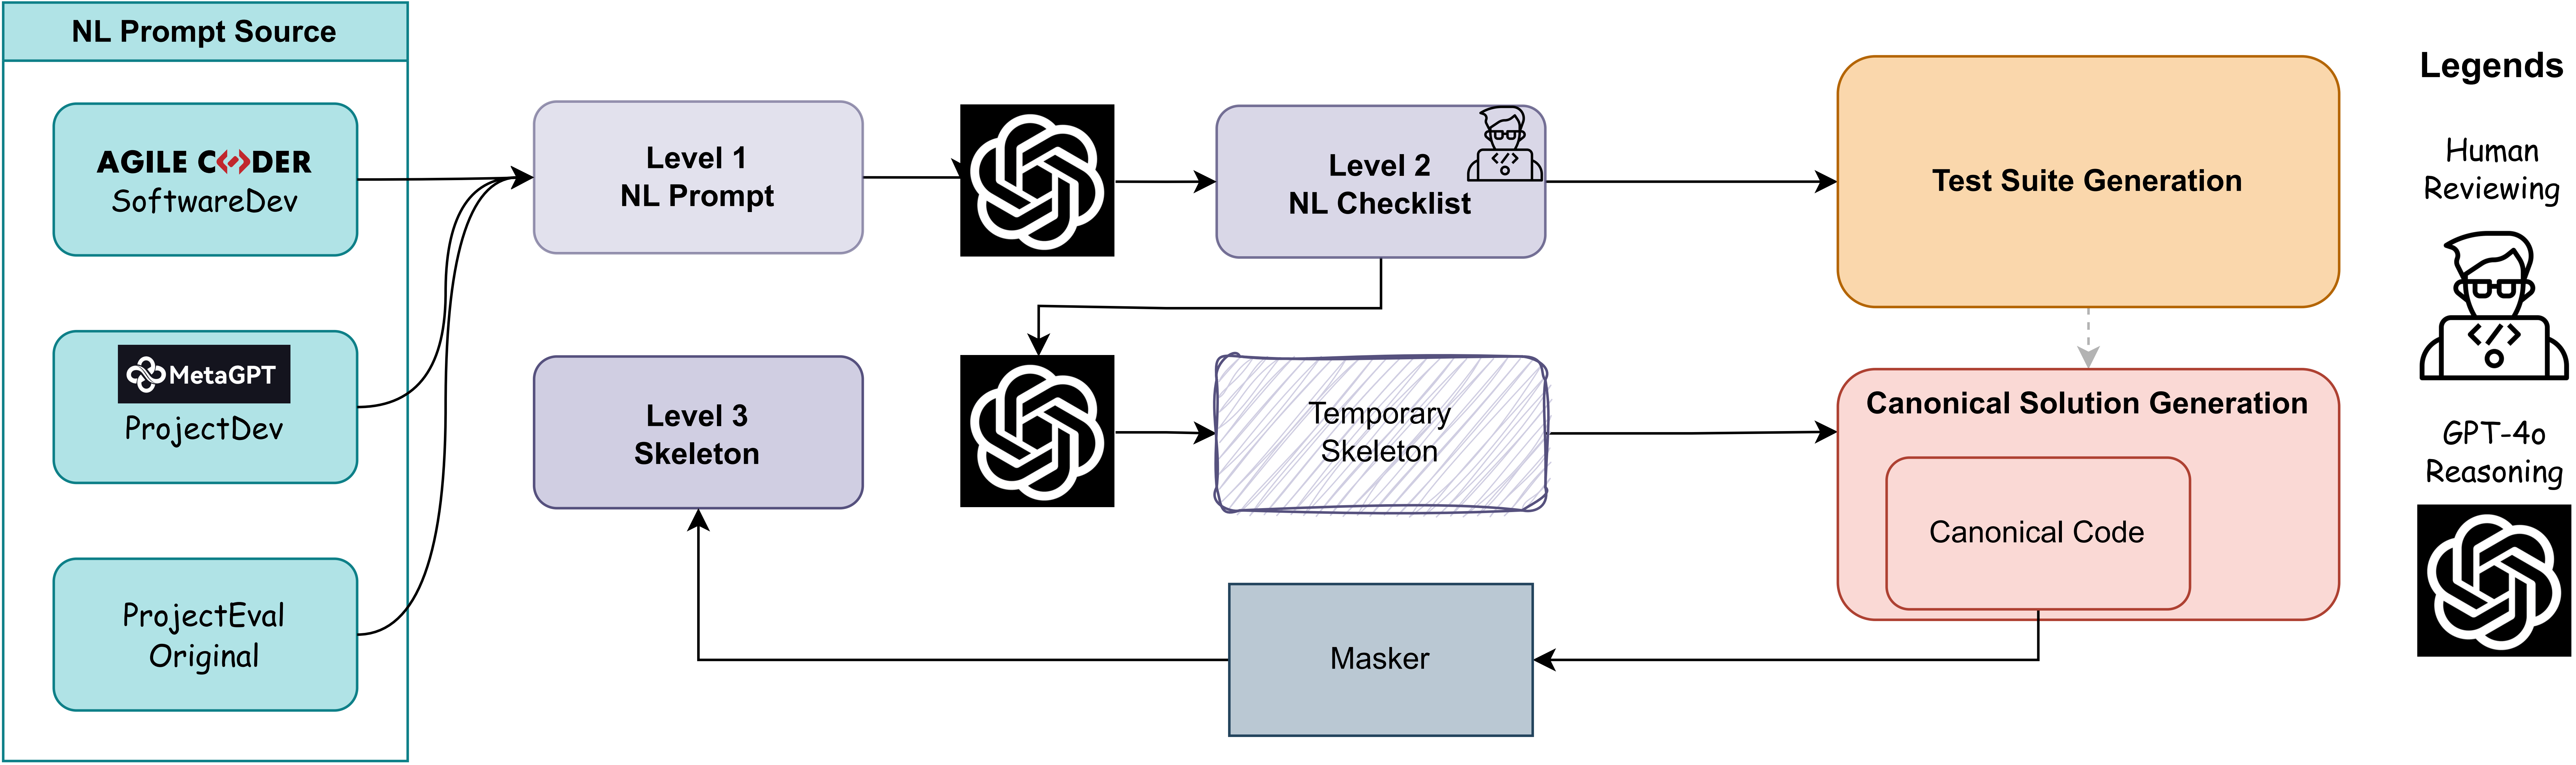 NL Prompt Source
AGILE C<->DER
SoftwareDev
MetaGPT
ProjectDev
ProjectEval
Original
Level 1
NL Prompt
Level 2
NL Checklist
</>
Test Suite Generation
Level 3
Skeleton
Temporary
Skeleton
Canonical Solution Generation
Canonical Code
Masker
Legends
Human
Reviewing
</>
GPT-4o
Reasoning